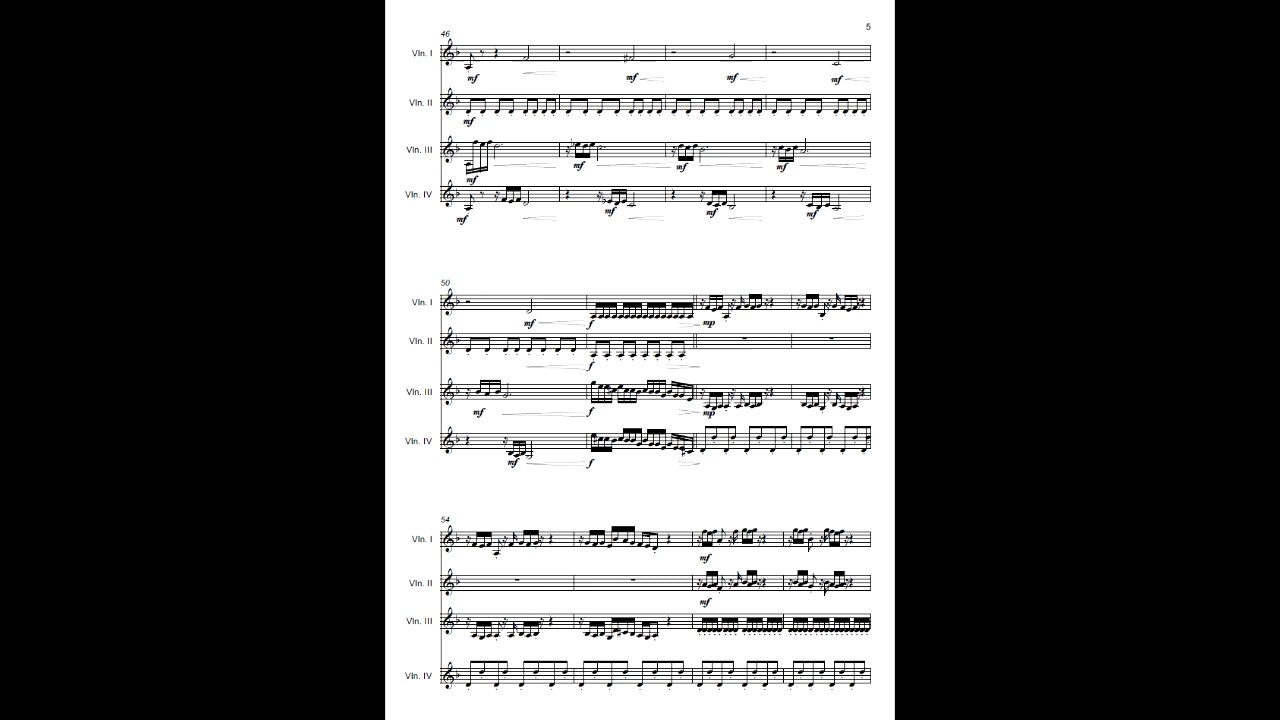 5
46
Vln. I
mf mf mf mf
Vln. II
mf
Vln. III
mf mf mf mf
Vln. IV
mf mf mf mf
50
Vln. I
mf f mp
Vln. II
f
Vln. III
mf f mp
Vln. IV
mf f
54
Vln. I
mf
Vln. II
mf
Vln. III
Vln. IV